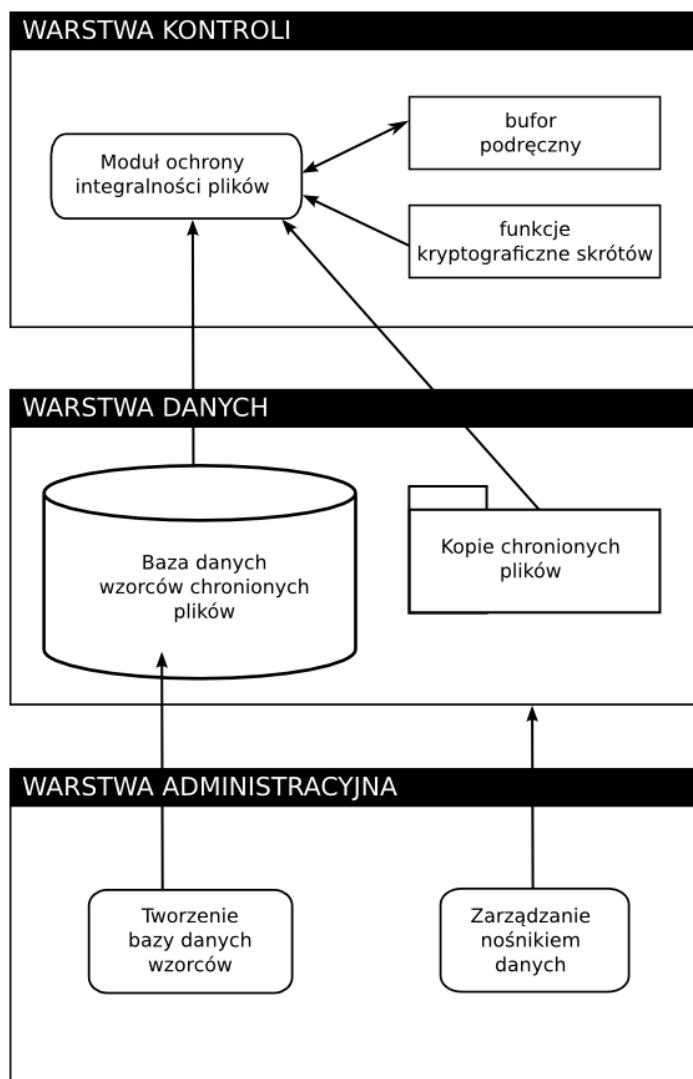 WARSTWA KONTROLI
Moduł ochrony
integralności plików
bufor
podręczny
funkcje
kryptograficzne skrótów
WARSTWA DANYCH
Baza danych
wzorców chronionych
plików
Kopie chronionych
plików
WARSTWA ADMINISTRACYJNA
Tworzenie
bazy danych
wzorców
Zarządzanie
nośnikiem
danych